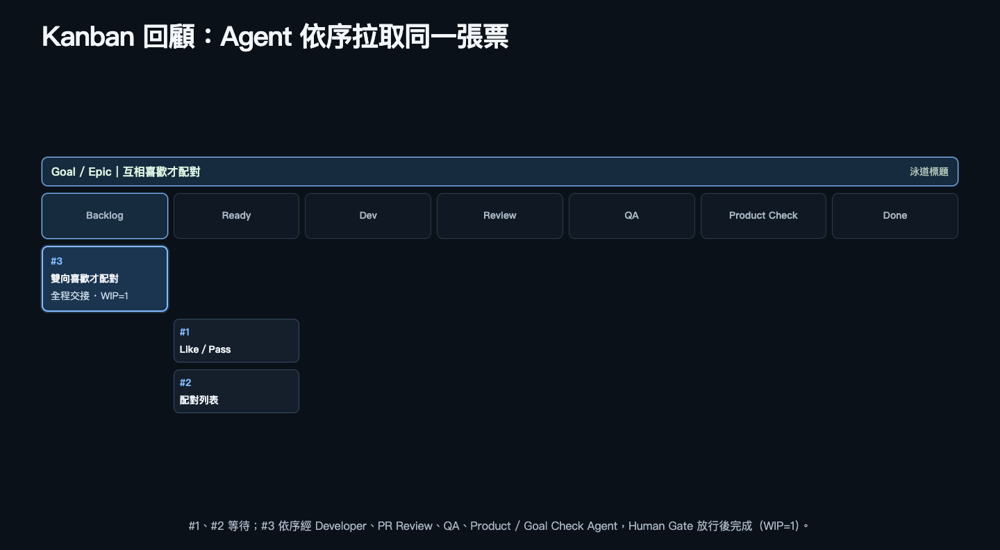 Kanban 回顧：Agent 依序拉取同一張票
Goal / Epic｜互相喜歡才配對
泳道標題
Backlog
Ready
Dev
Review
QA
Product Check
Done
#3
雙向喜歡才配對
全程交接・WIP=1
#1
Like / Pass
#2
配對列表
#1、#2 等待；#3 依序經 Developer、PR Review、QA、Product / Goal Check Agent，Human Gate 放行後完成（WIP=1）。